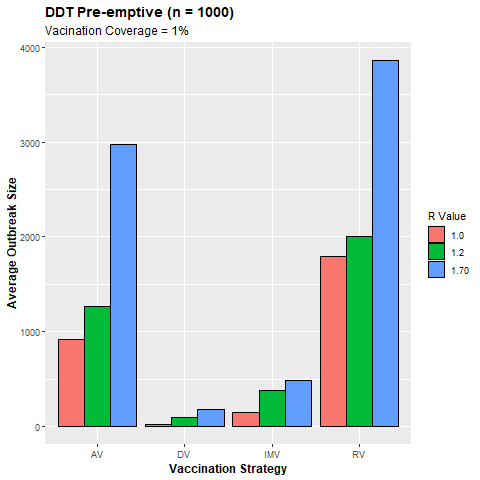 DDT Pre-emptive (n = 1000)
Vacination Coverage = 1%
4000
3000
2000
1000
0
Average Outbreak Size
AV
DV
IMV
RV
Vaccination Strategy
R Value
1.0
1.2
1.70